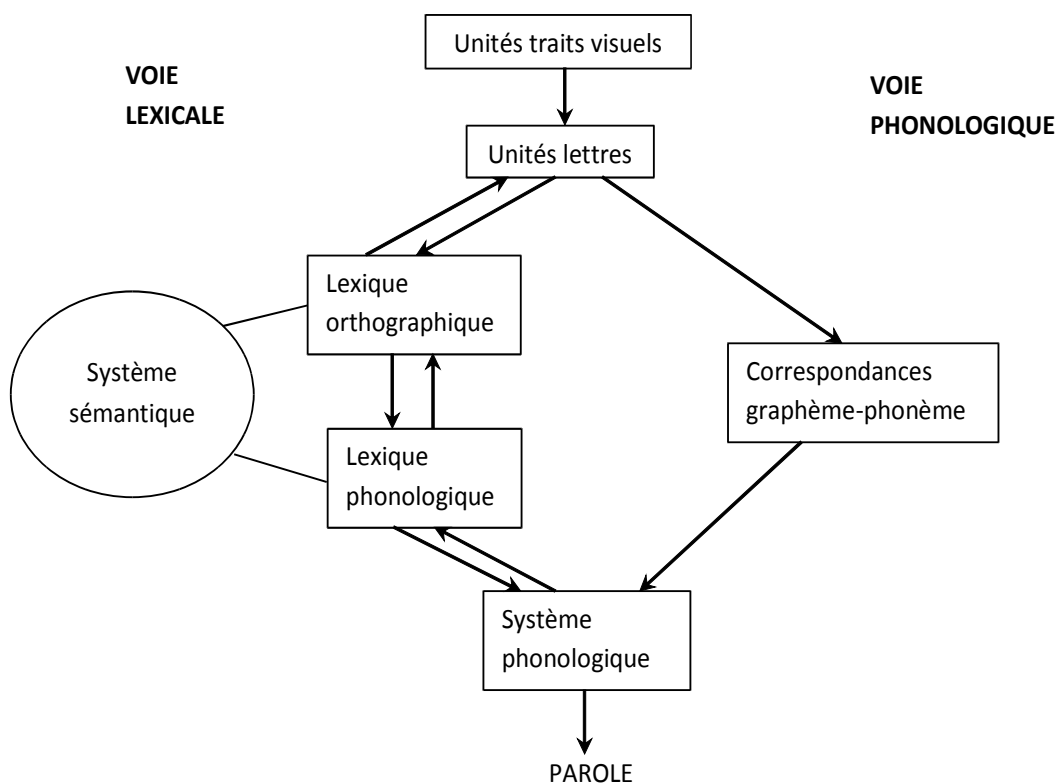 Unités traits visuels
VOIE
LEXICALE
VOIE
PHONOLOGIQUE
Unités lettres
Lexique
orthographique
Système
sémantique
Correspondances
graphème-phonème
Lexique
phonologique
Système
phonologique
PAROLE